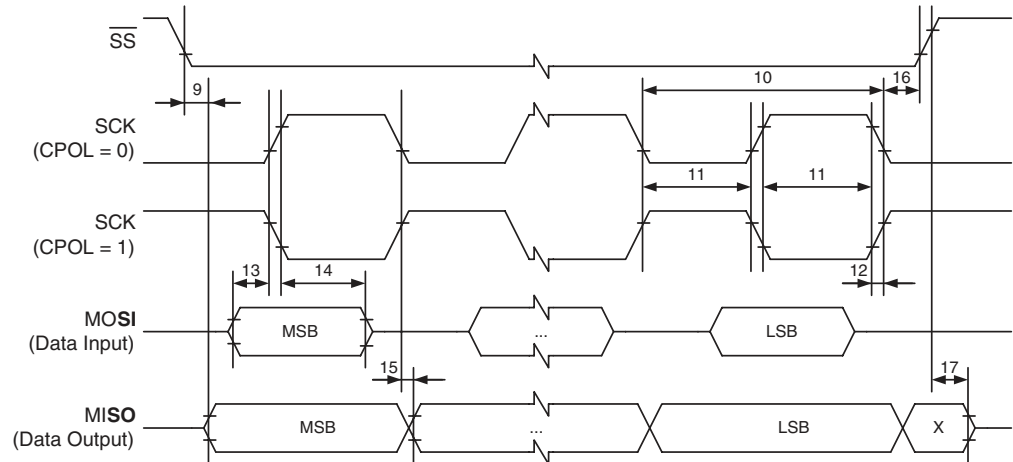 SS
9
10
16
SCK
(CPOL = 0)
11
11
SCK
(CPOL = 1)
13
14
12
MOSI
(Data Input)
MSB
...
LSB
15
17
MISO
(Data Output)
MSB
...
LSB
X